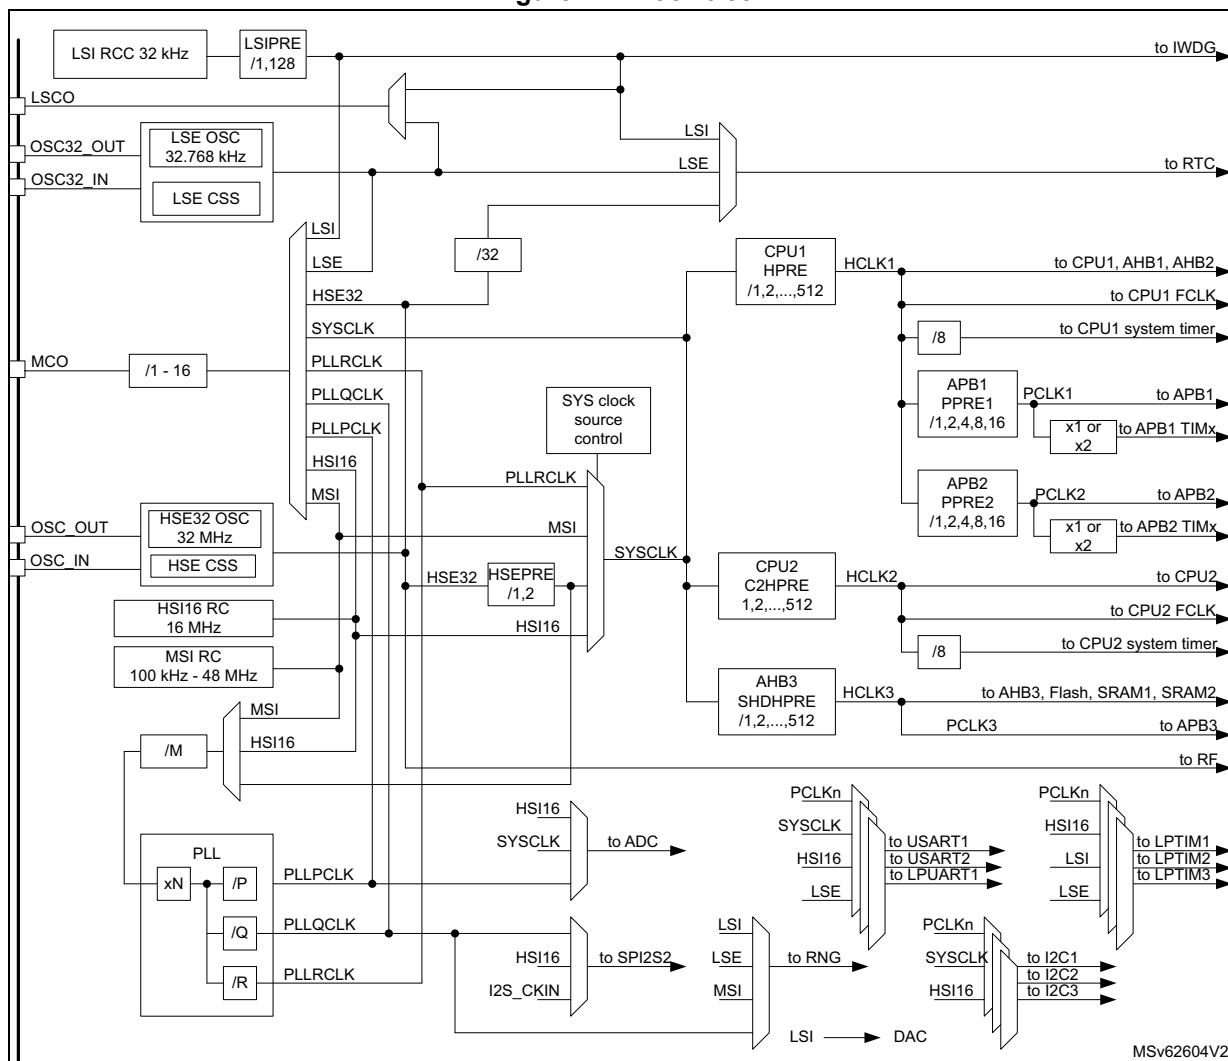 LSI RCC 32 kHz
LSIPRE
/1,128
to IWDG
LSCO
OSC32_OUT
LSE OSC
32.768 kHz
OSC32_IN
LSE CSS
LSI
LSE
to RTC
LSI
LSE
HSE32
SYSCLK
PLLRCLK
PLLQCLK
PLLPCLK
HSI16
MSI
/32
CPU1
HPRE
/1,2,...,512
HCLK1
to CPU1, AHB1, AHB2
to CPU1 FCLK
/8
to CPU1 system timer
MCO
/1 - 16
SYS clock
source
control
APB1
PPRE1
/1,2,4,8,16
PCLK1
to APB1
x1 or
x2
to APB1 TIMx
APB2
PPRE2
/1,2,4,8,16
PCLK2
to APB2
x1 or
x2
to APB2 TIMx
PLLRCLK
MSI
SYSCLK
OSC_OUT
HSE32 OSC
32 MHz
OSC_IN
HSE CSS
HSE32
HSEPRE
/1,2
HSI16
CPU2
C2HPRE
1,2,...,512
HCLK2
to CPU2
to CPU2 FCLK
/8
to CPU2 system timer
HSI16 RC
16 MHz
MSI RC
100 kHz - 48 MHz
AHB3
SHDHPRE
/1,2,...,512
HCLK3
to AHB3, Flash, SRAM1, SRAM2
PCLK3
to APB3
to RF
MSI
HSI16
/M
PLL
xN
/P
PLLPCLK
/Q
PLLQCLK
/R
PLLRCLK
HSI16
SYSCLK
to ADC
HSI16
I2S_CKIN
to SPI2S2
LSI
LSE
MSI
to RNG
LSI
DAC
PCLKn
SYSCLK
HSI16
LSE
to USART1
to USART2
to LPUART1
PCLKn
HSI16
LSI
LSE
to LPTIM1
to LPTIM2
to LPTIM3
PCLKn
SYSCLK
HSI16
to I2C1
to I2C2
to I2C3
MSv62604V2